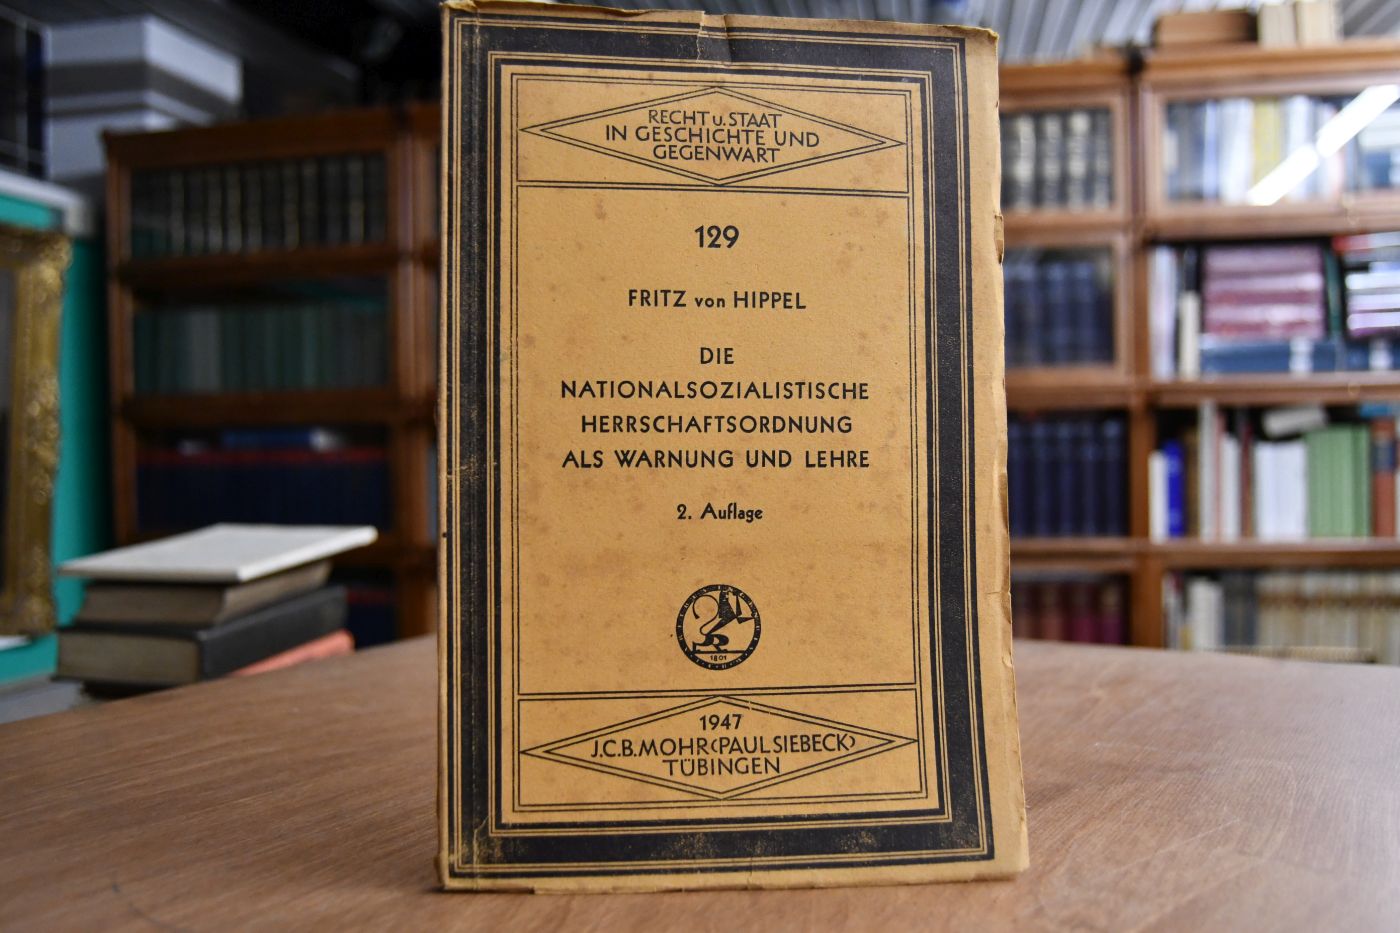 RECHT u. STAAT
IN GESCHICHTE UND
GEGENWART
129
FRITZ von HIPPEL
DIE
NATIONALSOZIALISTISCHE
HERRSCHAFTSORDNUNG
ALS WARNUNG UND LEHRE
2. Auflage
1801
1947
J.C.B. MOHR (PAUL SIEBECK)
TÜBINGEN